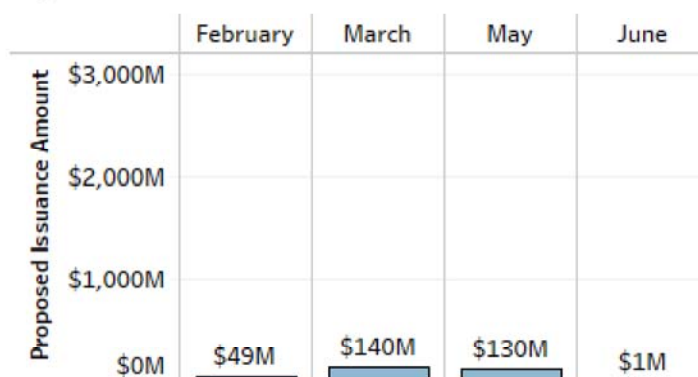 February March May June
Proposed Issuance Amount
$3,000M
$2,000M
$1,000M
$0M
$49M $140M $130M $1M